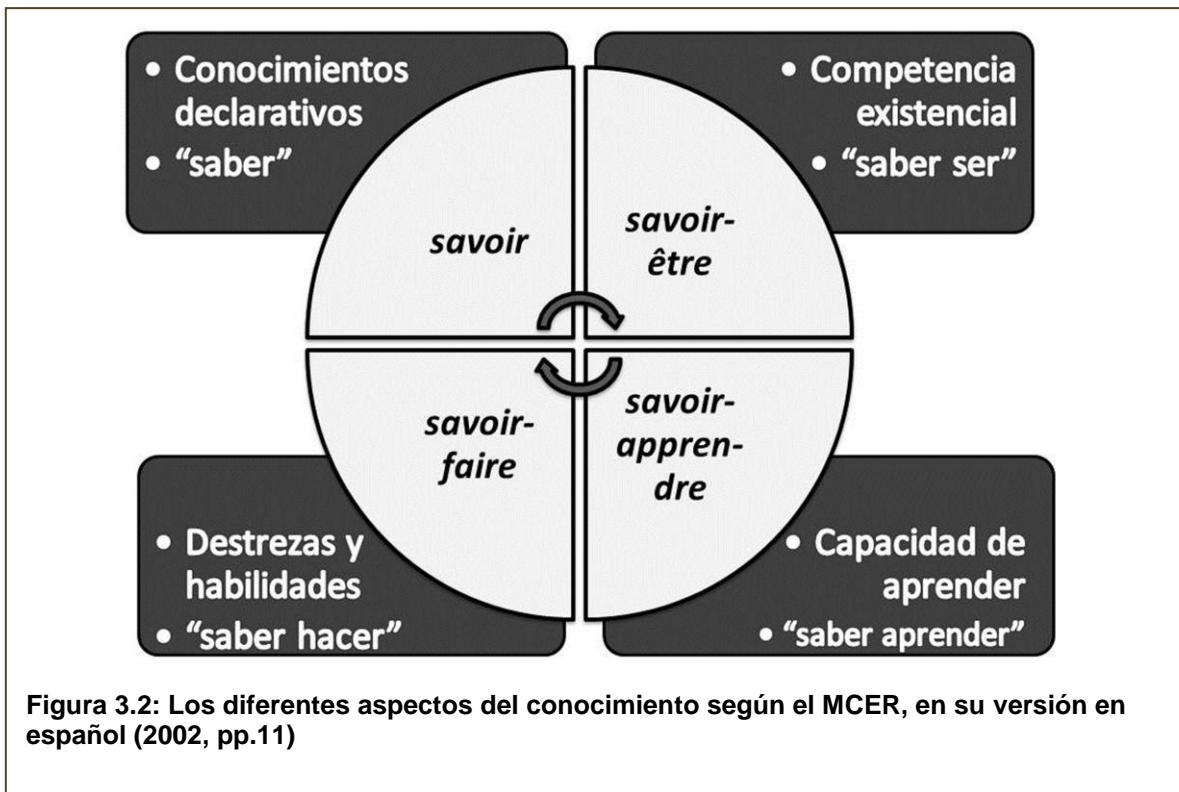 • Conocimientos
declarativos
• “saber”
• Competencia
existencial
• “saber ser”
savoir
savoir-
être
savoir-
faire
savoir-
appren-
dre
• Destrezas y
habilidades
• “saber hacer”
• Capacidad de
aprender
• “saber aprender”
Figura 3.2: Los diferentes aspectos del conocimiento según el MCER, en su versión en
español (2002, pp.11)